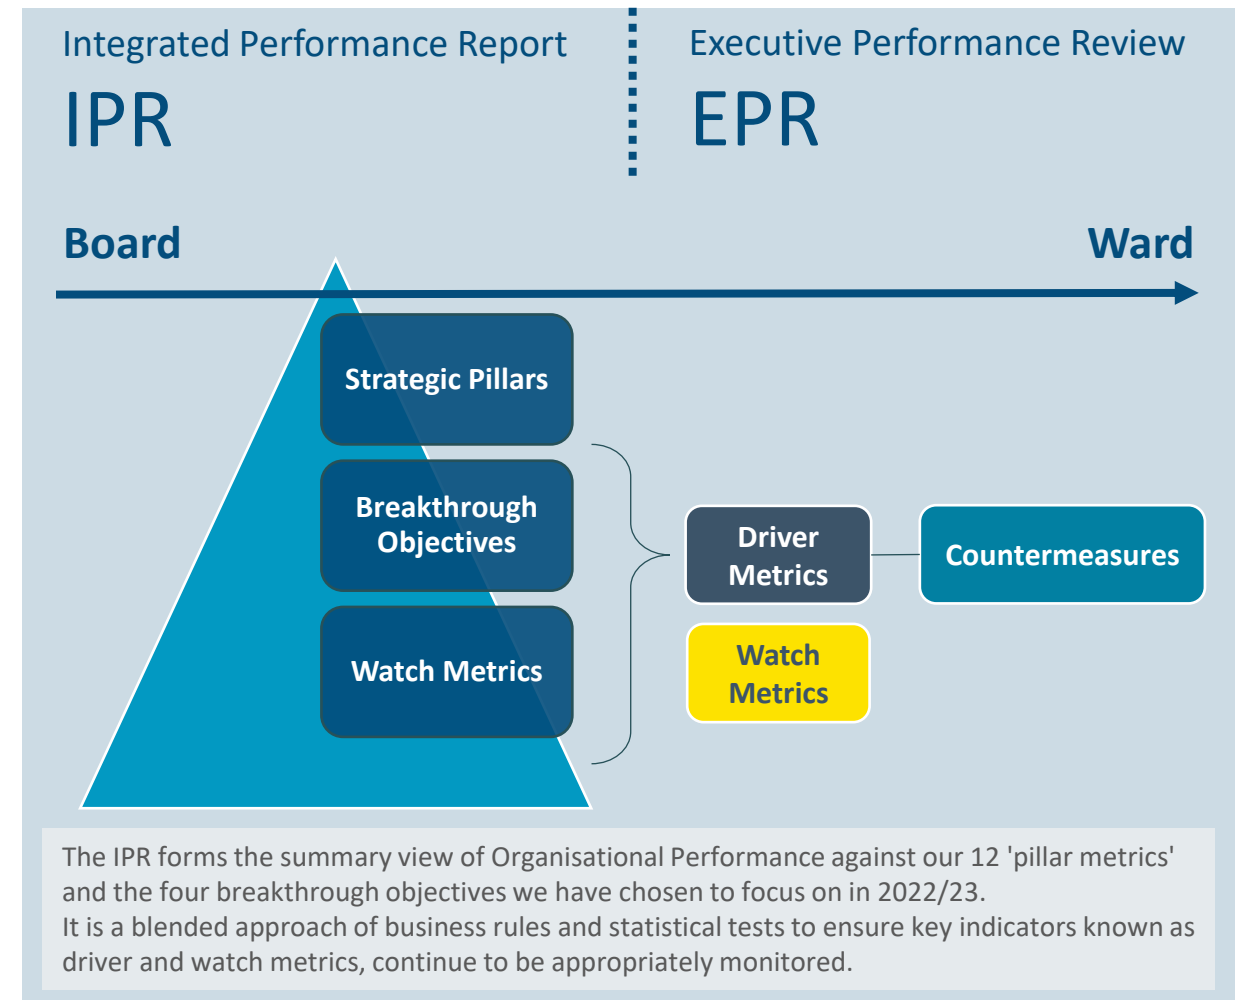 Integrated Performance Report
IPR
Executive Performance Review
EPR
Board
Ward
Strategic Pillars
Breakthrough
Objectives
Watch Metrics
Driver
Metrics
Countermeasures
Watch
Metrics
The IPR forms the summary view of Organisational Performance against our 12 'pillar metrics'
and the four breakthrough objectives we have chosen to focus on in 2022/23.
It is a blended approach of business rules and statistical tests to ensure key indicators known as
driver and watch metrics, continue to be appropriately monitored.